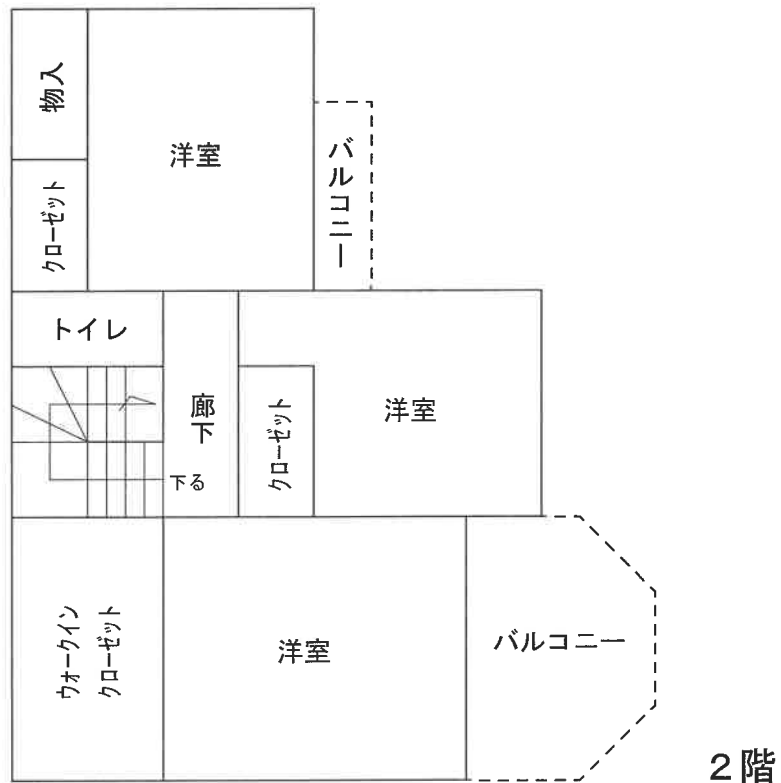 物入
洋室
バルコニー
クローゼット
トイレ
廊下
クローゼット
洋室
下る
ウォークイン
クローゼット
洋室
バルコニー
2階